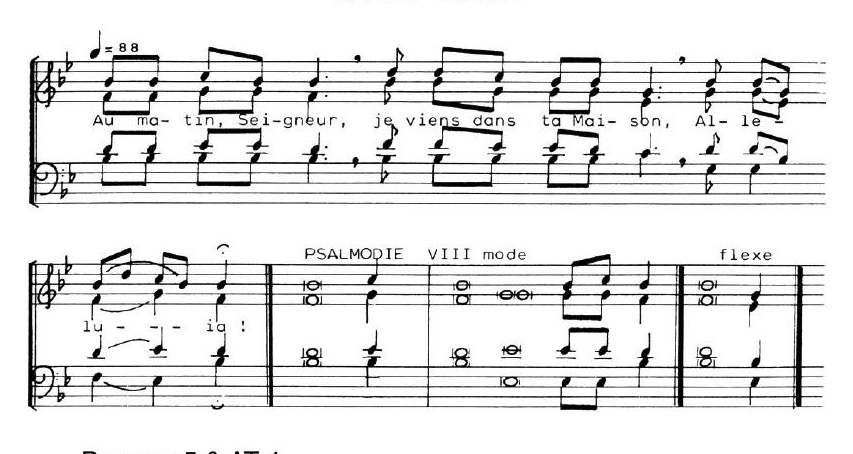 ♩=88
Au ma- tin, Sei-gneur, je viens dans ta Mai- son, Al- le -
PSALMODIE VIII mode flexe
lu - - - ia !